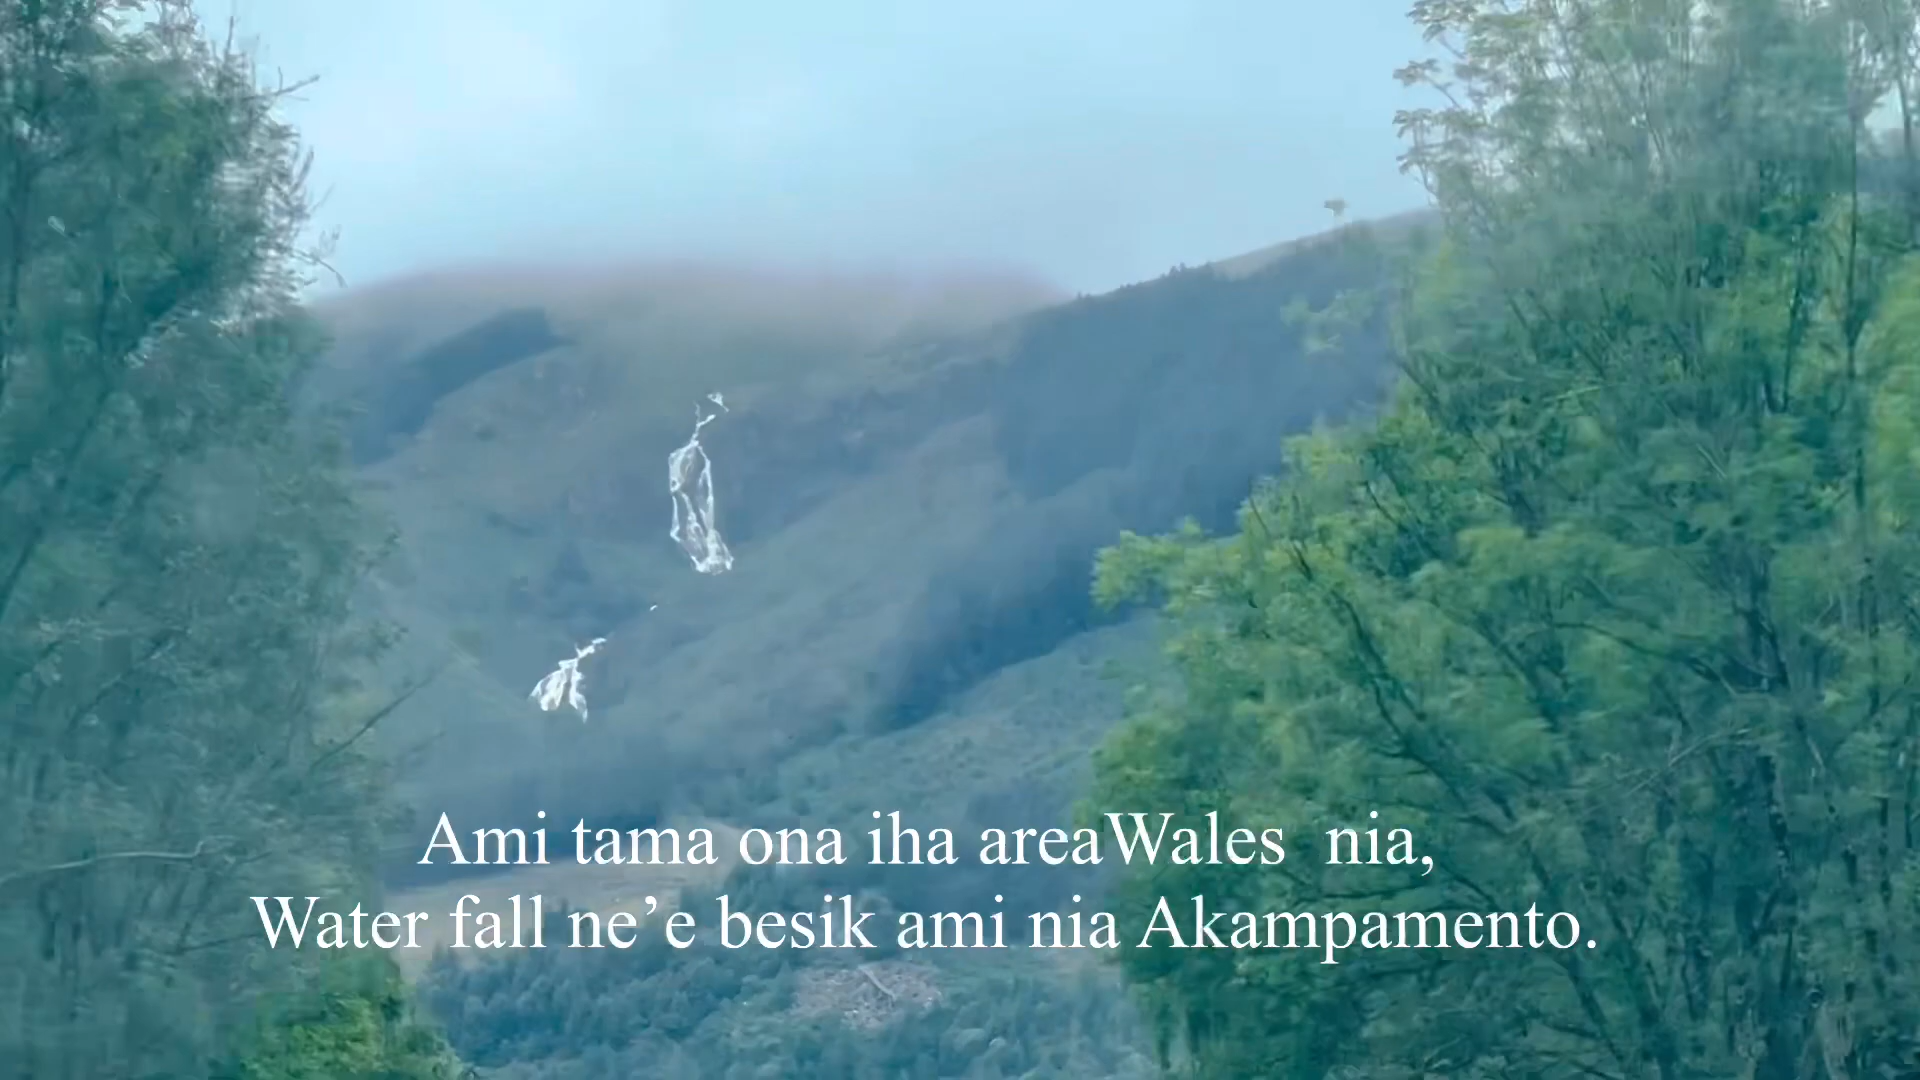 Ami tama ona iha areaWales  nia,
Water fall ne’e besik ami nia Akampamento.